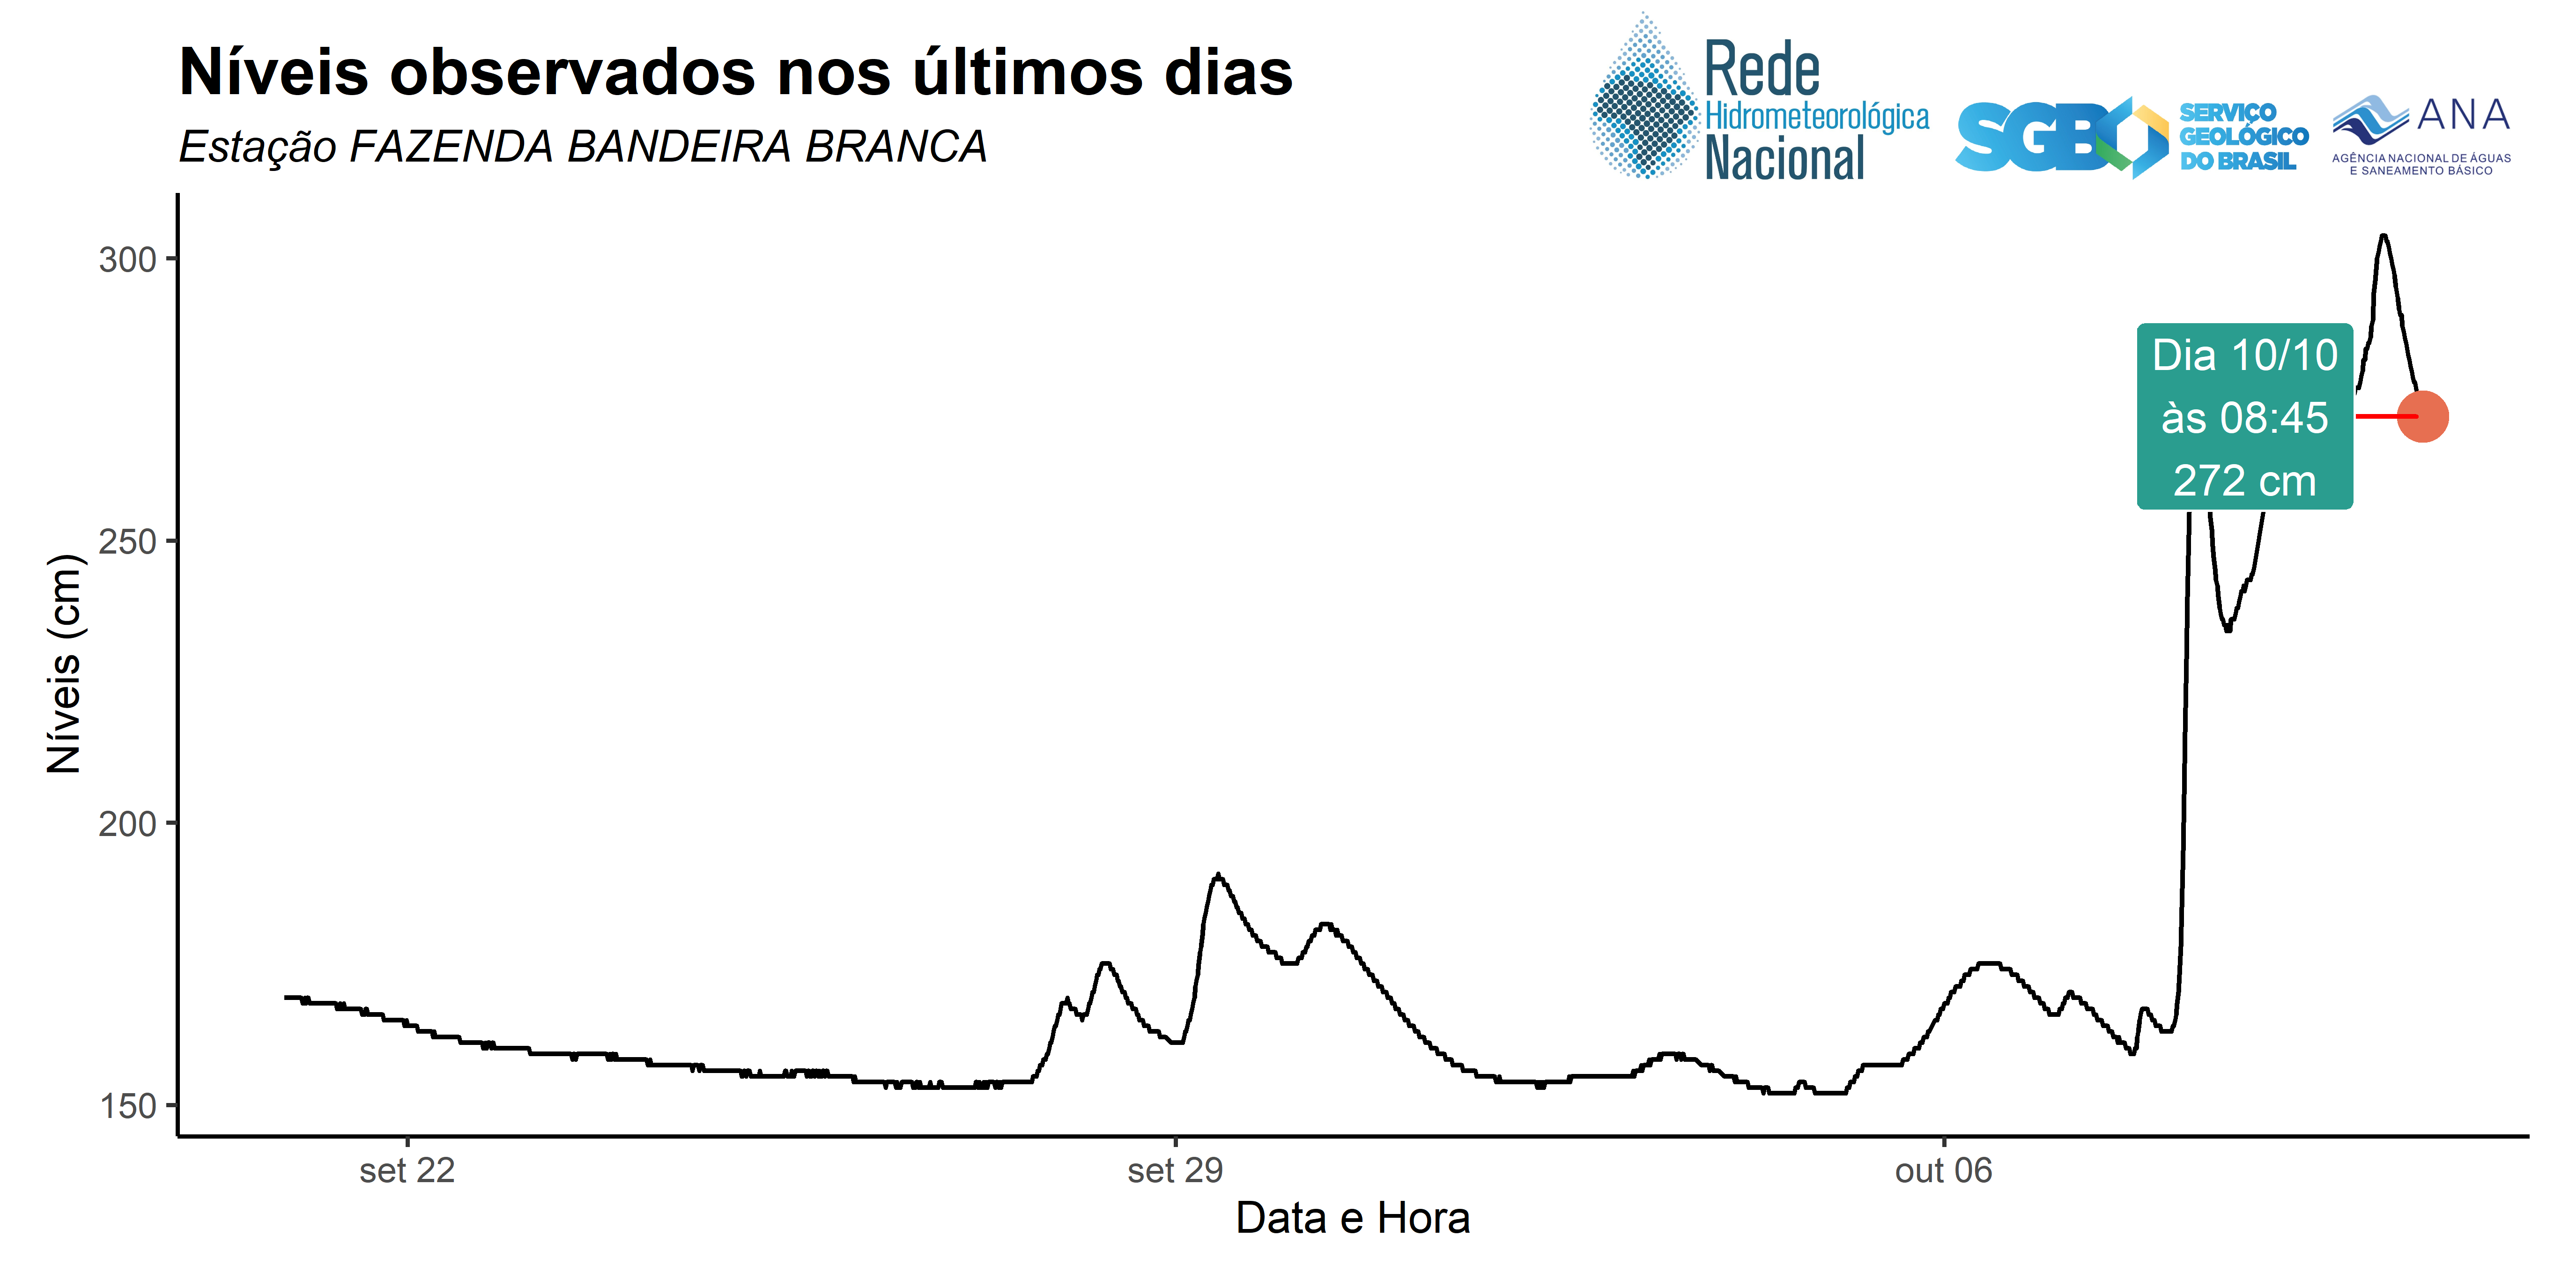 Níveis observados nos últimos dias
Estação FAZENDA BANDEIRA BRANCA
Rede
Hidrometeorológica
Nacional
SGB
SERVIÇO
GEOLÓGICO
DO BRASIL
ANA
AGÊNCIA NACIONAL DE ÁGUAS
E SANEAMENTO BÁSICO
Níveis (cm)
300
250
200
150
Dia 10/10
às 08:45
272 cm
set 22
set 29
out 06
Data e Hora